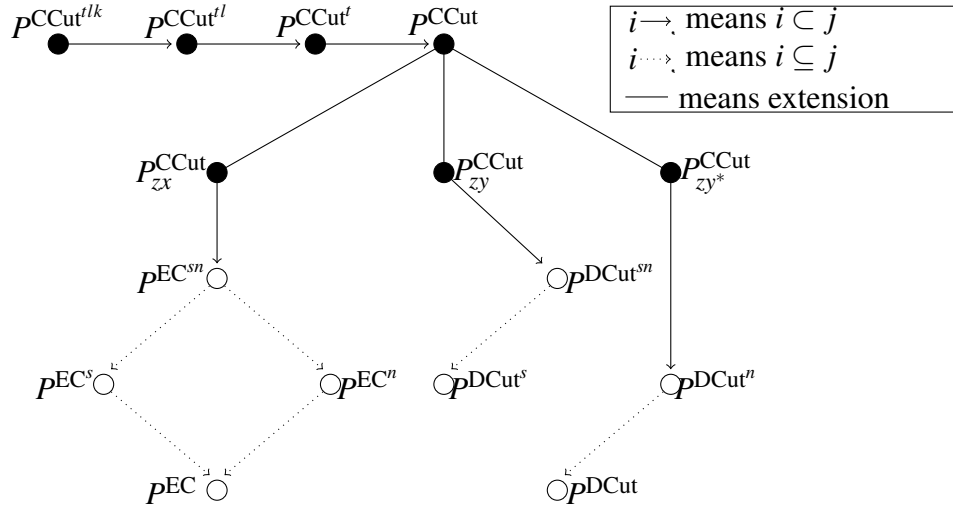 P^{CCut^{tlk}} P^{CCut^{tl}} P^{CCut^{t}} P^{CCut}
i → j means i ⊂ j
i ⇢ j means i ⊆ j
means extension
P_{zx}^{CCut} P_{zy}^{CCut} P_{zy*}^{CCut}
P^{EC^{sn}} P^{DCut^{sn}}
P^{EC^{s}} P^{EC^{n}} P^{DCut^{s}} P^{DCut^{n}}
P^{EC} P^{DCut}